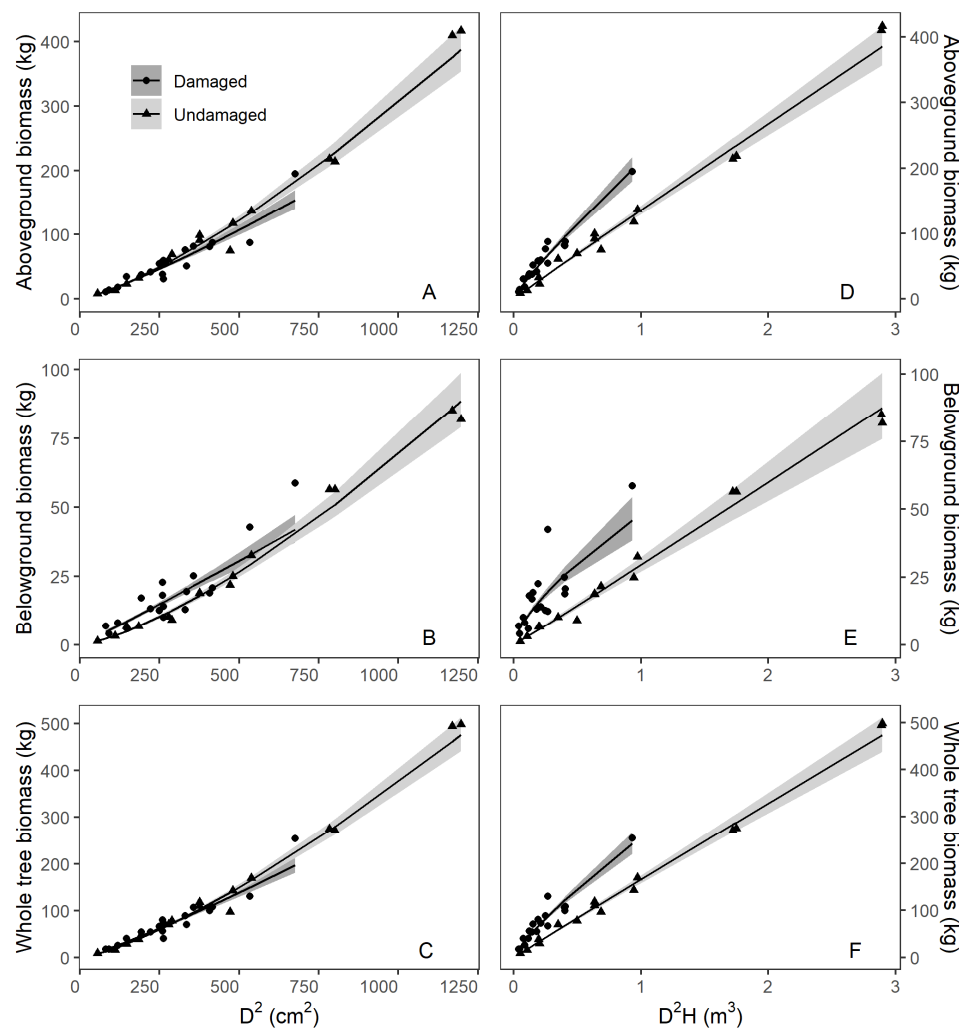 Aboveground biomass (kg)
400
300
200
100
0
Damaged
Undamaged
A
0 250 500 750 1000 1250
D
400
300
200
100
0
Aboveground biomass (kg)
0 1 2 3
Belowground biomass (kg)
100
75
50
25
0
B
0 250 500 750 1000 1250
E
100
75
50
25
0
Belowground biomass (kg)
0 1 2 3
Whole tree biomass (kg)
500
400
300
200
100
0
C
0 250 500 750 1000 1250
D² (cm²)
F
500
400
300
200
100
0
Whole tree biomass (kg)
0 1 2 3
D²H (m³)